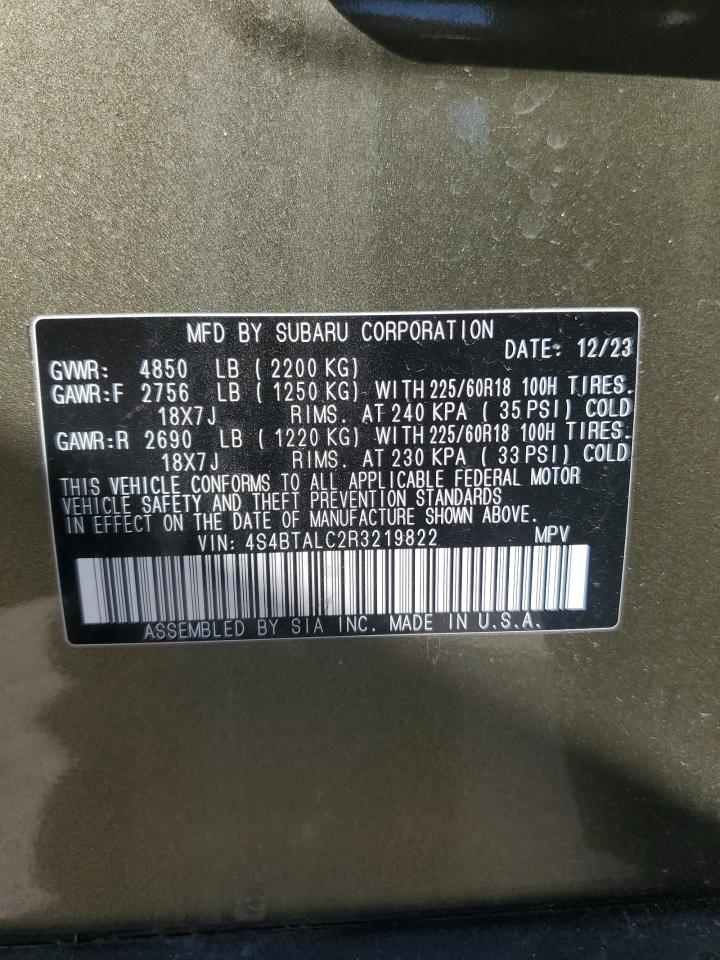 MFD BY SUBARU CORPORATION DATE: 12/23
GVWR: 4850 LB ( 2200 KG)
GAWR:F 2756 LB ( 1250 KG) WITH 225/60R18 100H TIRES.
18X7J RIMS. AT 240 KPA ( 35 PSI) COLD
GAWR:R 2690 LB ( 1220 KG) WITH 225/60R18 100H TIRES.
18X7J RIMS. AT 230 KPA ( 33 PSI) COLD
THIS VEHICLE CONFORMS TO ALL APPLICABLE FEDERAL MOTOR
VEHICLE SAFETY AND THEFT PREVENTION STANDARDS
IN EFFECT ON THE DATE OF MANUFACTURE SHOWN ABOVE.
VIN: 4S4BTALC2R3219822 MPV
ASSEMBLED BY SIA INC. MADE IN U.S.A.